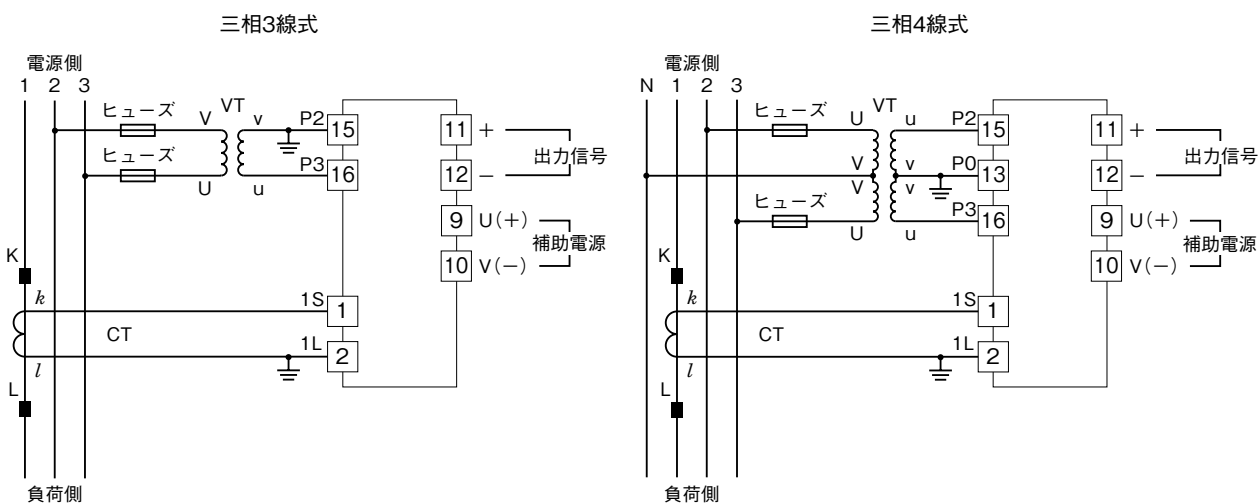 三相3線式
電源側
1 2 3
ヒューズ
VT
V v P2 15 11 +
出力信号
ヒューズ
P3 16 12 −
U u
9 U(+)
補助電源
10 V(−)
K
k 1S 1
CT
l 1L 2
L
負荷側
三相4線式
電源側
N 1 2 3
ヒューズ
VT
U u P2 15 11 +
出力信号
V v P0 13 12 −
V v
ヒューズ
P3 16 9 U(+)
U u
補助電源
10 V(−)
K
k 1S 1
CT
l 1L 2
L
負荷側